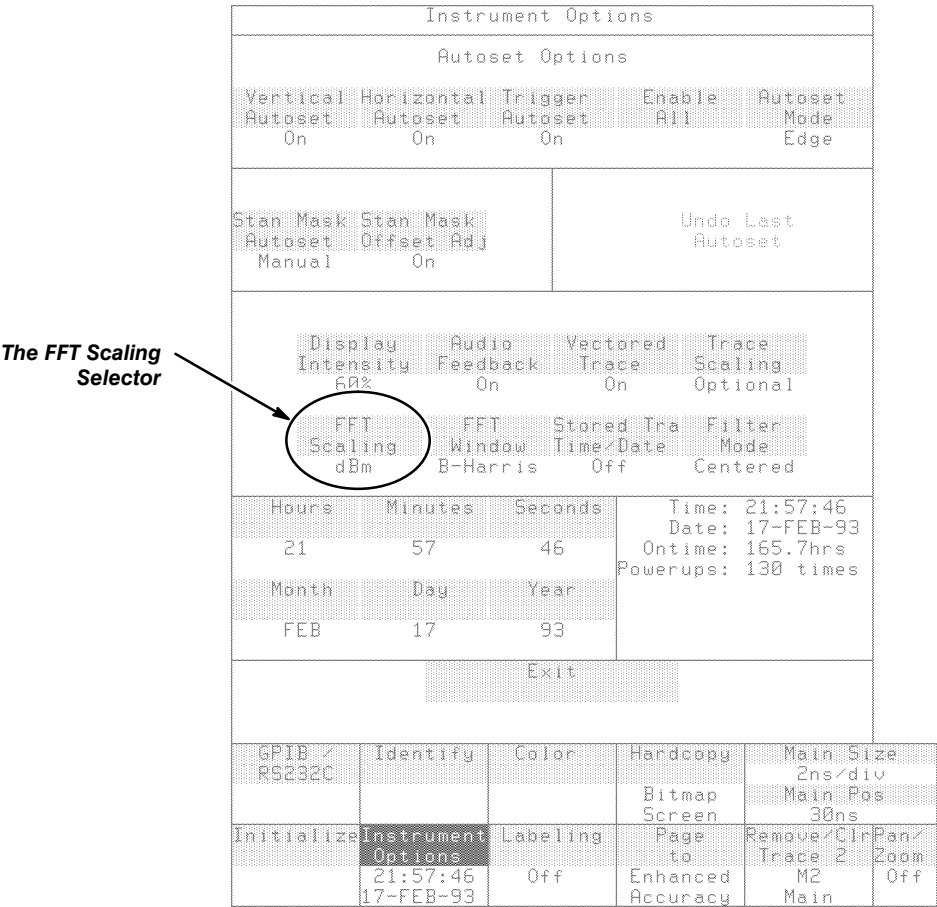 Instrument Options
Autoset Options
Vertical Horizontal Trigger Enable Autoset
Autoset Autoset Autoset All Mode
On On On Edge
Stan Mask Stan Mask Undo Last
Autoset Offset Adj Autoset
Manual On
Display Audio Vectored Trace
The FFT Scaling Intensity Feedback Trace Scaling
Selector 60% On On Optional
FFT FFT Stored Tra Filter
Scaling Window Time/Date Mode
dBm B-Harris Off Centered
Hours Minutes Seconds Time: 21:57:46
Date: 17-FEB-93
21 57 46 Ontime: 165.7hrs
Powerups: 130 times
Month Day Year
FEB 17 93
Exit
GPIB / Identify Color Hardcopy Main Size
RS232C 2ns/div
Bitmap Main Pos
Screen 30ns
Initialize Instrument Labeling Page Remove/Clr Pan/
Options to Trace 2 Zoom
21:57:46 Off Enhanced M2 Off
17-FEB-93 Accuracy Main